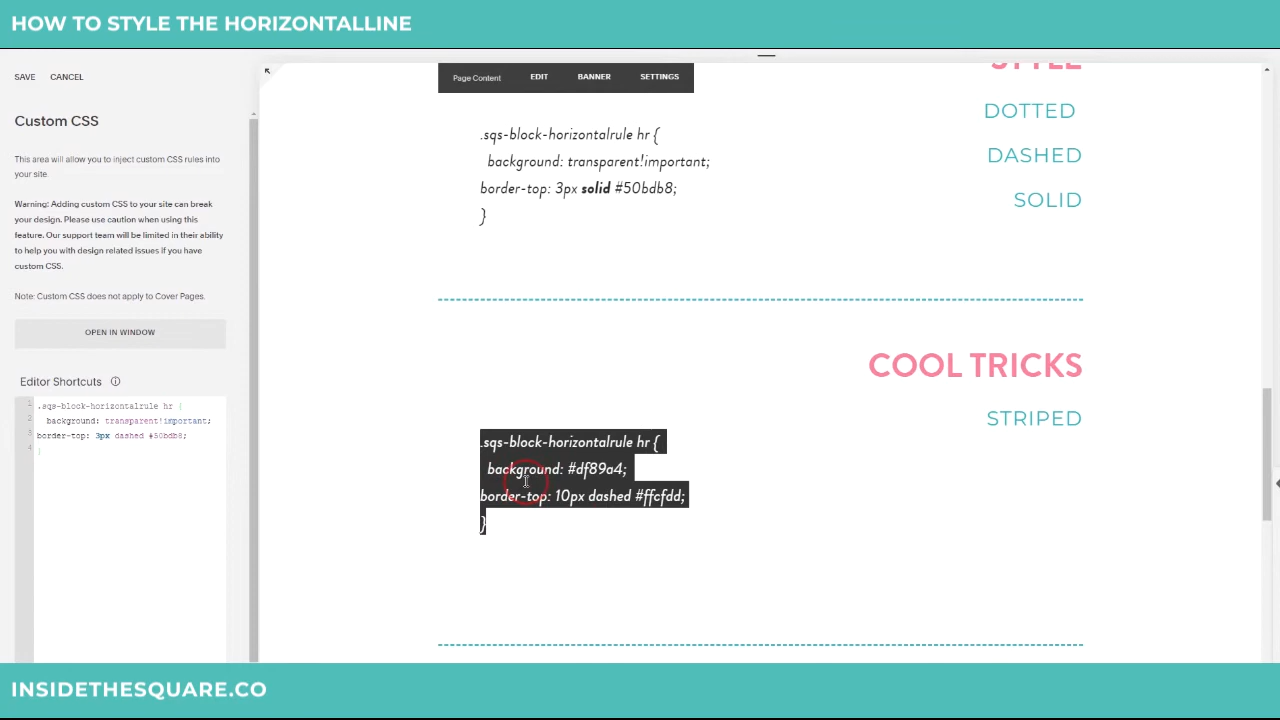 HOW TO STYLE THE HORIZONTALLINE
SAVE CANCEL
Custom CSS
This area will allow you to inject custom CSS rules into
your site.
Warning: Adding custom CSS to your site can break
your design. Please use caution when using this
feature. Our support team will be limited in their ability
to help you with design related issues if you have
custom CSS.
Note: Custom CSS does not apply to Cover Pages.
OPEN IN WINDOW
Editor Shortcuts
1 .sqs-block-horizontalrule hr {
2 background: transparent!important;
3 border-top: 3px dashed #50bdb8;
4 }
Page Content EDIT BANNER SETTINGS
STYLE
DOTTED
DASHED
SOLID
.sqs-block-horizontalrule hr {
background: transparent!important;
border-top: 3px solid #50bdb8;
}
COOL TRICKS
STRIPED
.sqs-block-horizontalrule hr {
background: #df89a4;
border-top: 10px dashed #ffcfdd;
}
INSIDETHESQUARE.CO